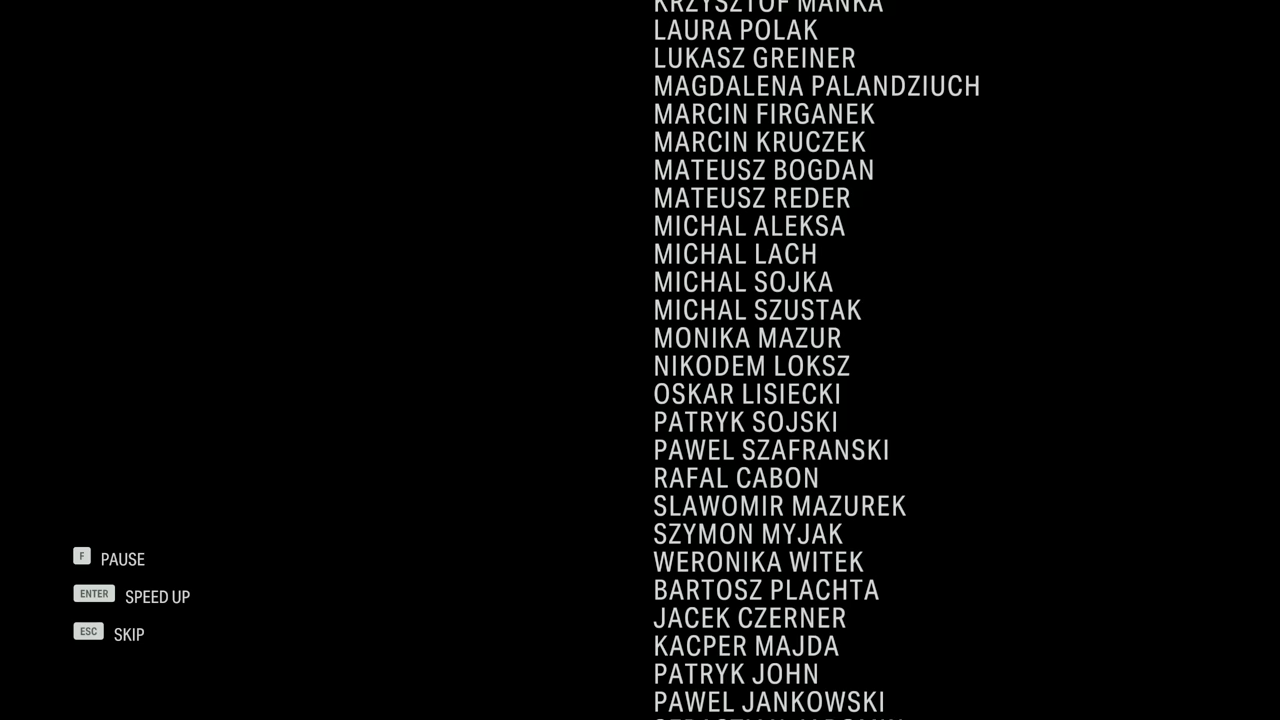 KRZYSZTOF MANKA
LAURA POLAK
LUKASZ GREINER
MAGDALENA PALANDZIUCH
MARCIN FIRGANEK
MARCIN KRUCZEK
MATEUSZ BOGDAN
MATEUSZ REDER
MICHAL ALEKSA
MICHAL LACH
MICHAL SOJKA
MICHAL SZUSTAK
MONIKA MAZUR
NIKODEM LOKSZ
OSKAR LISIECKI
PATRYK SOJSKI
PAWEL SZAFRANSKI
RAFAL CABON
SLAWOMIR MAZUREK
SZYMON MYJAK
WERONIKA WITEK
BARTOSZ PLACHTA
JACEK CZERNER
KACPER MAJDA
PATRYK JOHN
PAWEL JANKOWSKI
F PAUSE
ENTER SPEED UP
ESC SKIP